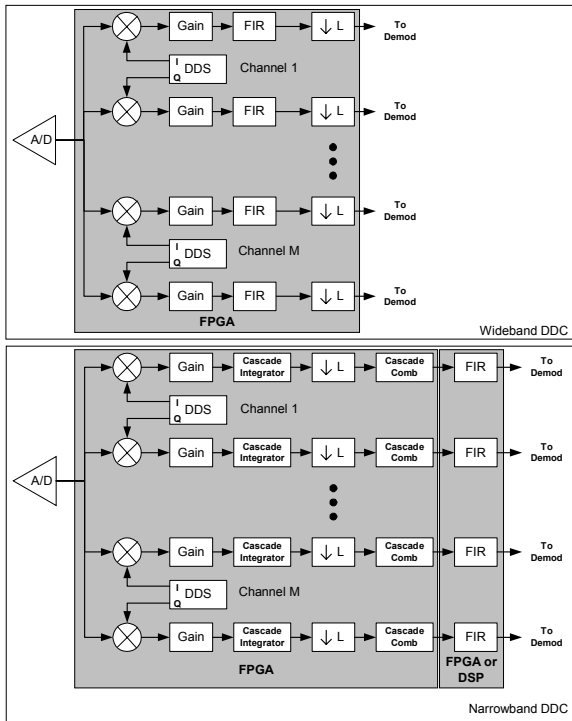 Gain FIR ↓ L To Demod
I Q DDS Channel 1
Gain FIR ↓ L To Demod
A/D
Gain FIR ↓ L To Demod
I Q DDS Channel M
Gain FIR ↓ L To Demod
FPGA
Wideband DDC
Gain Cascade Integrator ↓ L Cascade Comb FIR To Demod
I Q DDS Channel 1
Gain Cascade Integrator ↓ L Cascade Comb FIR To Demod
A/D
Gain Cascade Integrator ↓ L Cascade Comb FIR To Demod
I Q DDS Channel M
Gain Cascade Integrator ↓ L Cascade Comb FIR To Demod
FPGA
FPGA or DSP
Narrowband DDC